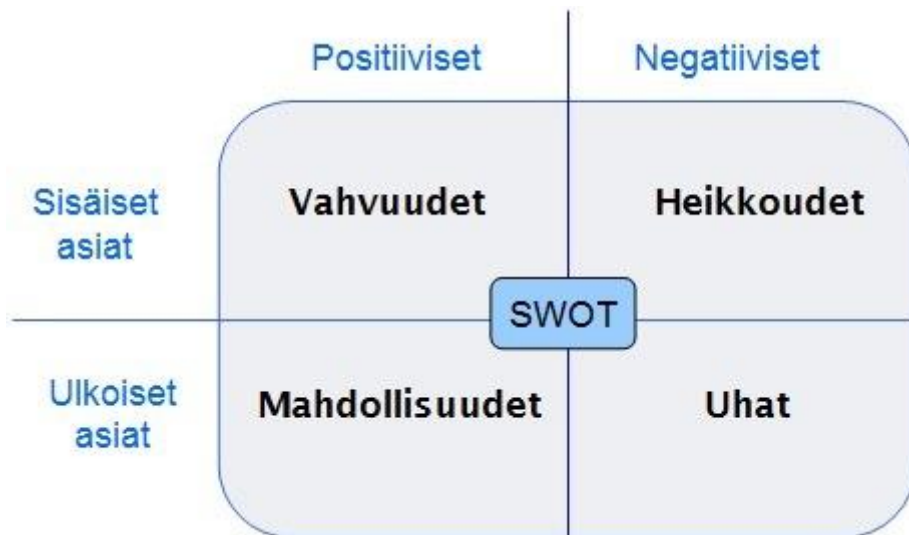 Positiiviset
Negatiiviset
Sisäiset
asiat
Vahvuudet
Heikkoudet
SWOT
Ulkoiset
asiat
Mahdollisuudet
Uhat